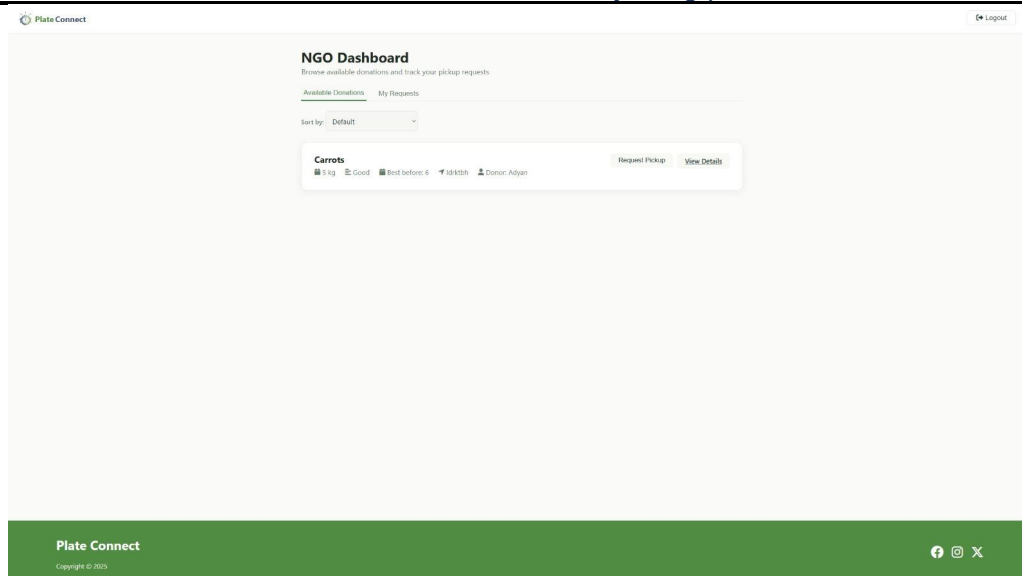 Plate Connect
Logout
NGO Dashboard
Browse available donations and track your pickup requests
Available Donations My Requests
Sort by: Default
Carrots
Request Pickup View Details
5 kg Good Best before: 6 Donor: Adyan
Plate Connect
Copyright © 2025